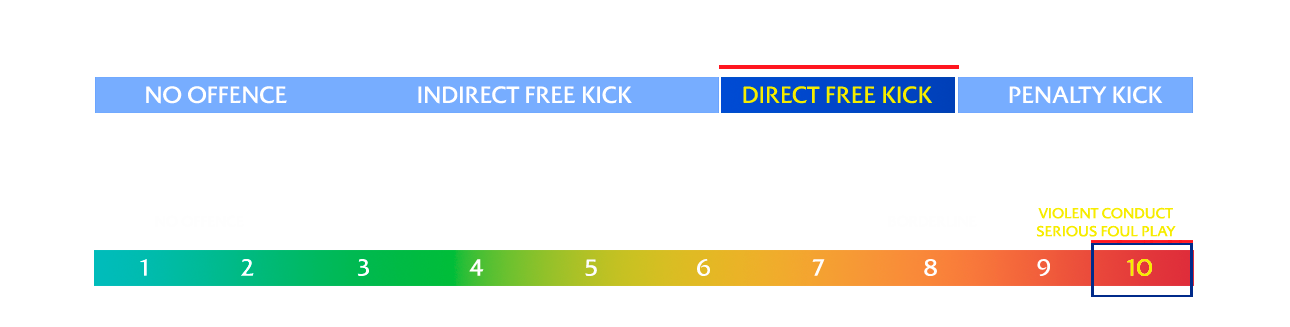 NO OFFENCE INDIRECT FREE KICK DIRECT FREE KICK PENALTY KICK
VIOLENT CONDUCT
SERIOUS FOUL PLAY
1 2 3 4 5 6 7 8 9 10